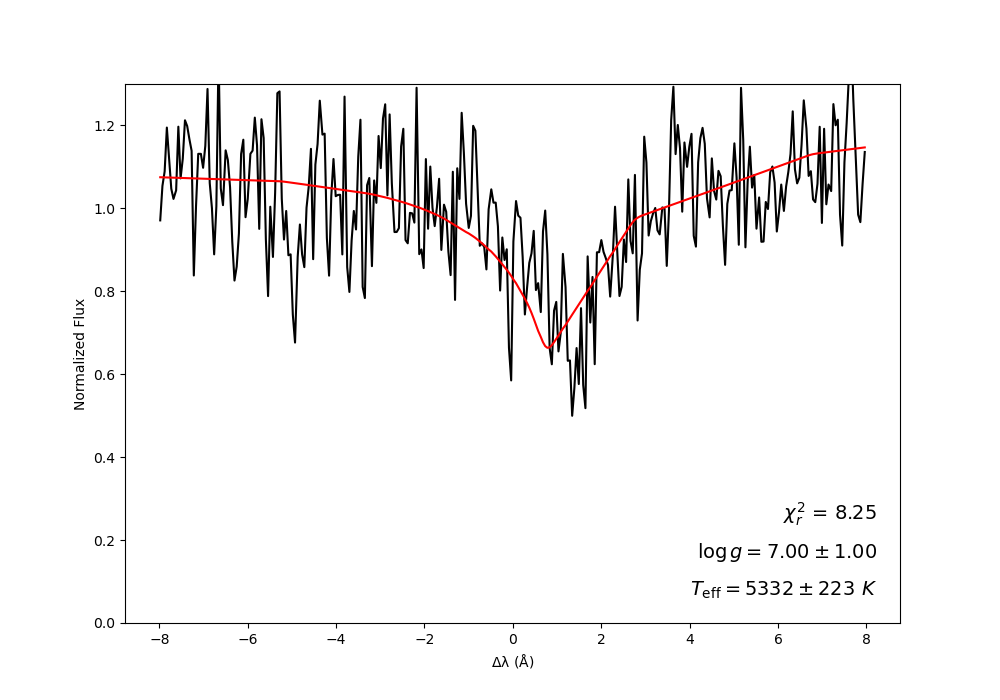 1.2
1.0
0.8
0.6
0.4
0.2
0.0
Normalized Flux
χ²ᵣ = 8.25
log g = 7.00 ± 1.00
T_eff = 5332 ± 223 K
−8 −6 −4 −2 0 2 4 6 8
Δλ (Å)